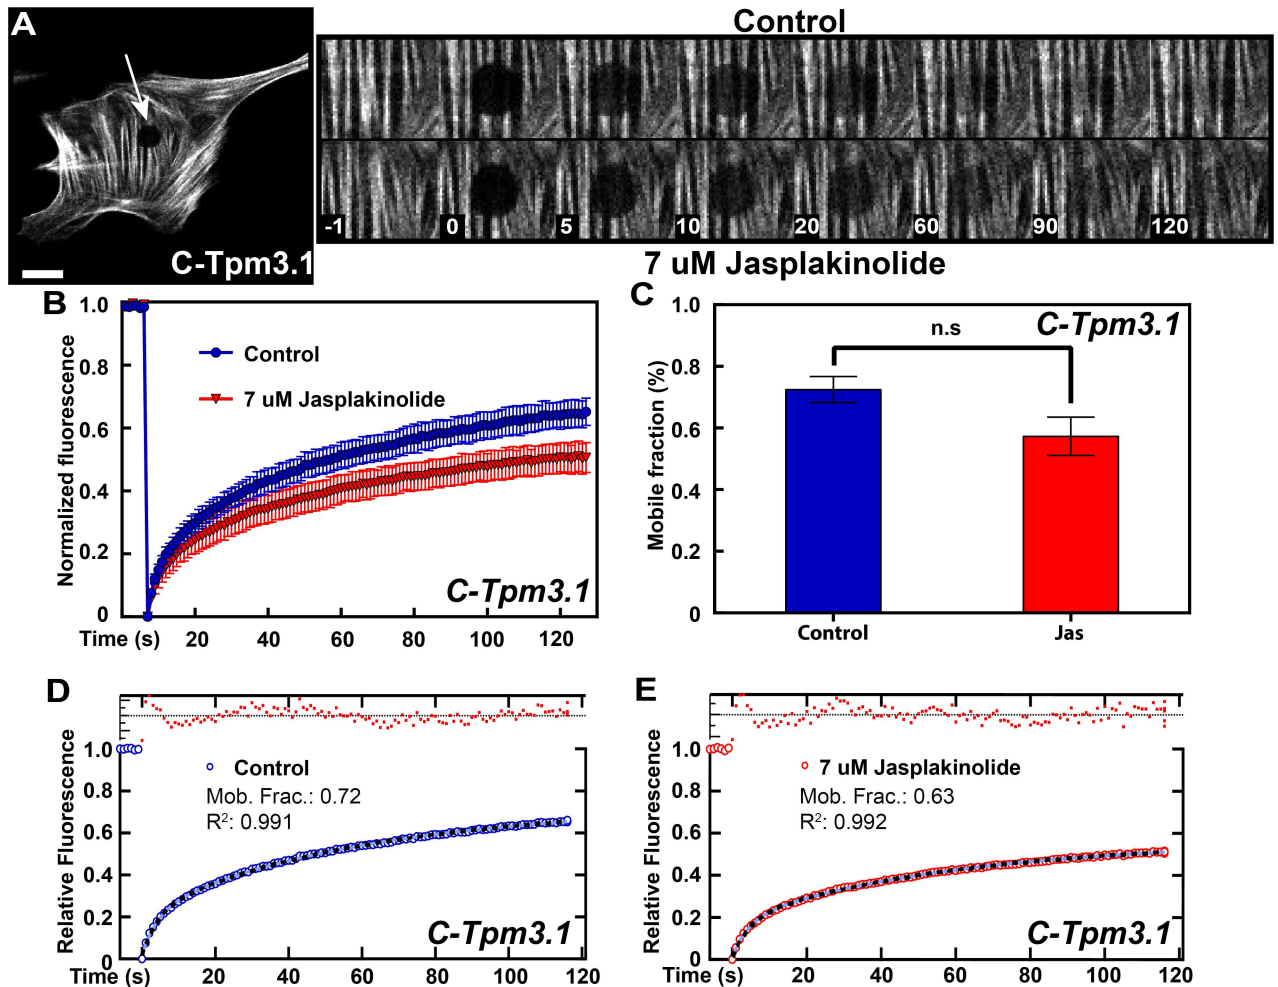 A
C-Tpm3.1
Control
-1 0 5 10 20 60 90 120
7 uM Jasplakinolide
B
Normalized fluorescence
1.0
0.8
0.6
0.4
0.2
0
Control
7 uM Jasplakinolide
C-Tpm3.1
Time (s) 20 40 60 80 100 120
C
Mobile fraction (%)
1.0
0.8
0.6
0.4
0.2
0
n.s
C-Tpm3.1
Control Jas
D
Relative Fluorescence
1.0
0.8
0.6
0.4
0.2
0
Control
Mob. Frac.: 0.72
R²: 0.991
C-Tpm3.1
Time (s) 20 40 60 80 100 120
E
Relative Fluorescence
1.0
0.8
0.6
0.4
0.2
0
7 uM Jasplakinolide
Mob. Frac.: 0.63
R²: 0.992
C-Tpm3.1
Time (s) 20 40 60 80 100 120